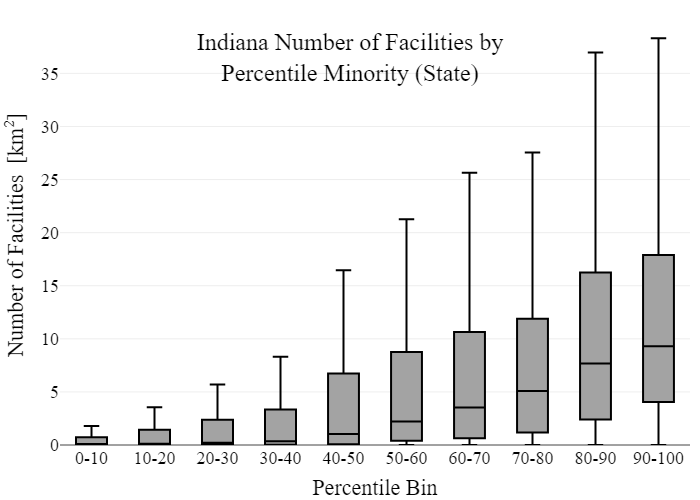 Indiana Number of Facilities by
Percentile Minority (State)
Number of Facilities [km²]
35
30
25
20
15
10
5
0
0-10 10-20 20-30 30-40 40-50 50-60 60-70 70-80 80-90 90-100
Percentile Bin